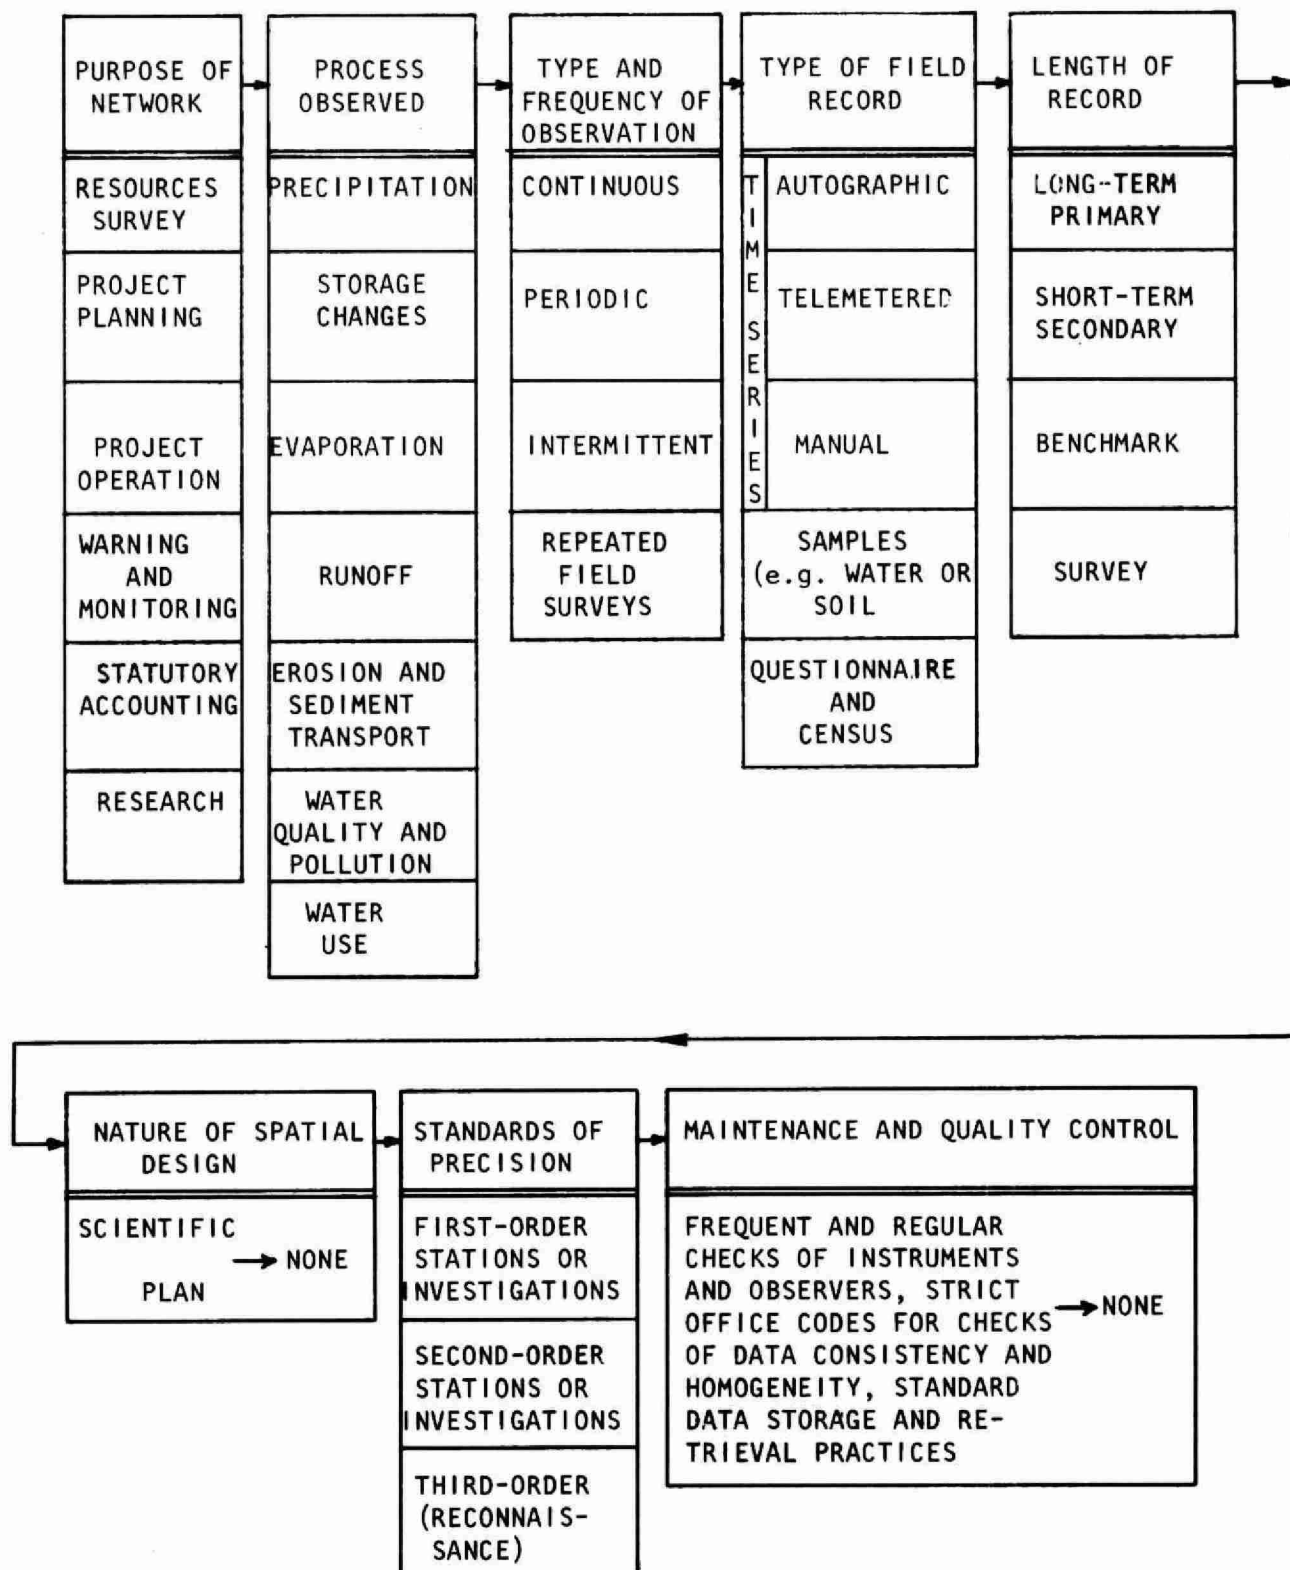 PURPOSE OF
NETWORK
RESOURCES
SURVEY
PROJECT
PLANNING
PROJECT
OPERATION
WARNING
AND
MONITORING
STATUTORY
ACCOUNTING
RESEARCH
PROCESS
OBSERVED
PRECIPITATION
STORAGE
CHANGES
EVAPORATION
RUNOFF
EROSION AND
SEDIMENT
TRANSPORT
WATER
QUALITY AND
POLLUTION
WATER
USE
TYPE AND
FREQUENCY OF
OBSERVATION
CONTINUOUS
PERIODIC
INTERMITTENT
REPEATED
FIELD
SURVEYS
TYPE OF FIELD
RECORD
TIME SERIES
AUTOGRAPHIC
TELEMETERED
MANUAL
SAMPLES
(e.g. WATER OR
SOIL
QUESTIONNAIRE
AND
CENSUS
LENGTH OF
RECORD
LONG-TERM
PRIMARY
SHORT-TERM
SECONDARY
BENCHMARK
SURVEY
NATURE OF SPATIAL
DESIGN
SCIENTIFIC
→ NONE
PLAN
STANDARDS OF
PRECISION
FIRST-ORDER
STATIONS OR
INVESTIGATIONS
SECOND-ORDER
STATIONS OR
INVESTIGATIONS
THIRD-ORDER
(RECONNAIS-
SANCE)
MAINTENANCE AND QUALITY CONTROL
FREQUENT AND REGULAR
CHECKS OF INSTRUMENTS
AND OBSERVERS, STRICT
OFFICE CODES FOR CHECKS → NONE
OF DATA CONSISTENCY AND
HOMOGENEITY, STANDARD
DATA STORAGE AND RE-
TRIEVAL PRACTICES